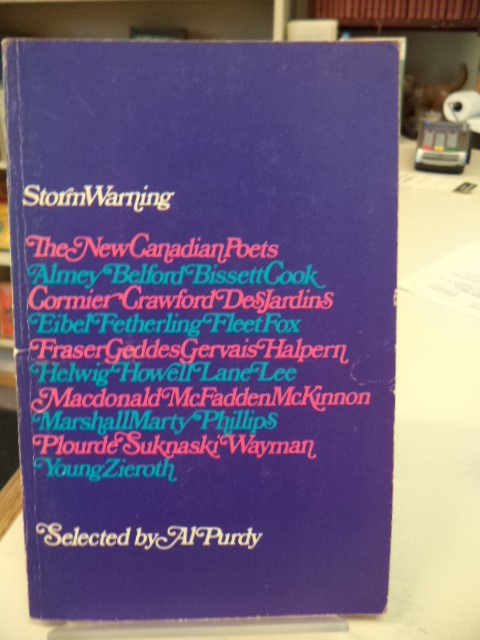 StormWarning
The New Canadian Poets
Almey Belford Bissett Cook
Cormier Crawford DesJardins
Eibel Fetherling Fleet Fox
Fraser Geddes Gervais Halpern
Helwig Howell Lane Lee
Macdonald McFadden McKinnon
Marshall Marty Phillips
Plourde Suknaski Wayman
Young Zieroth
Selected by Al Purdy